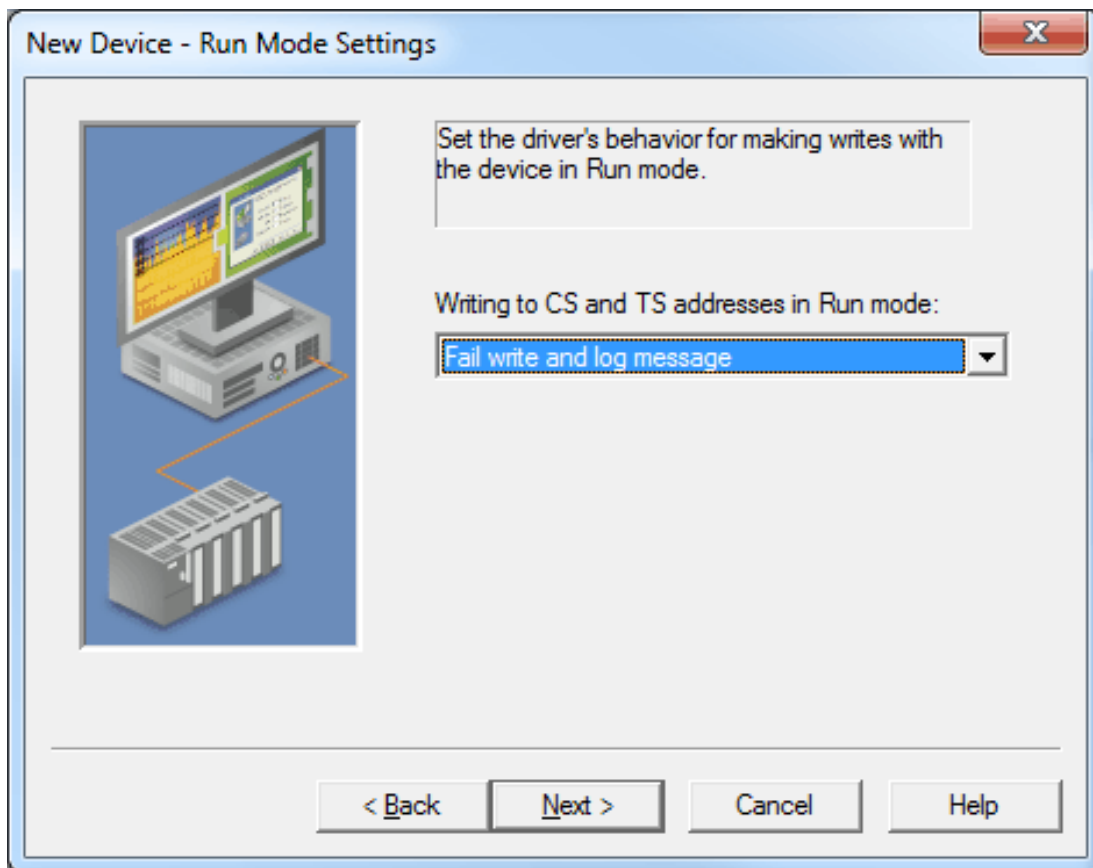 New Device - Run Mode Settings
Set the driver's behavior for making writes with
the device in Run mode.
Writing to CS and TS addresses in Run mode:
Fail write and log message
< Back
Next >
Cancel
Help